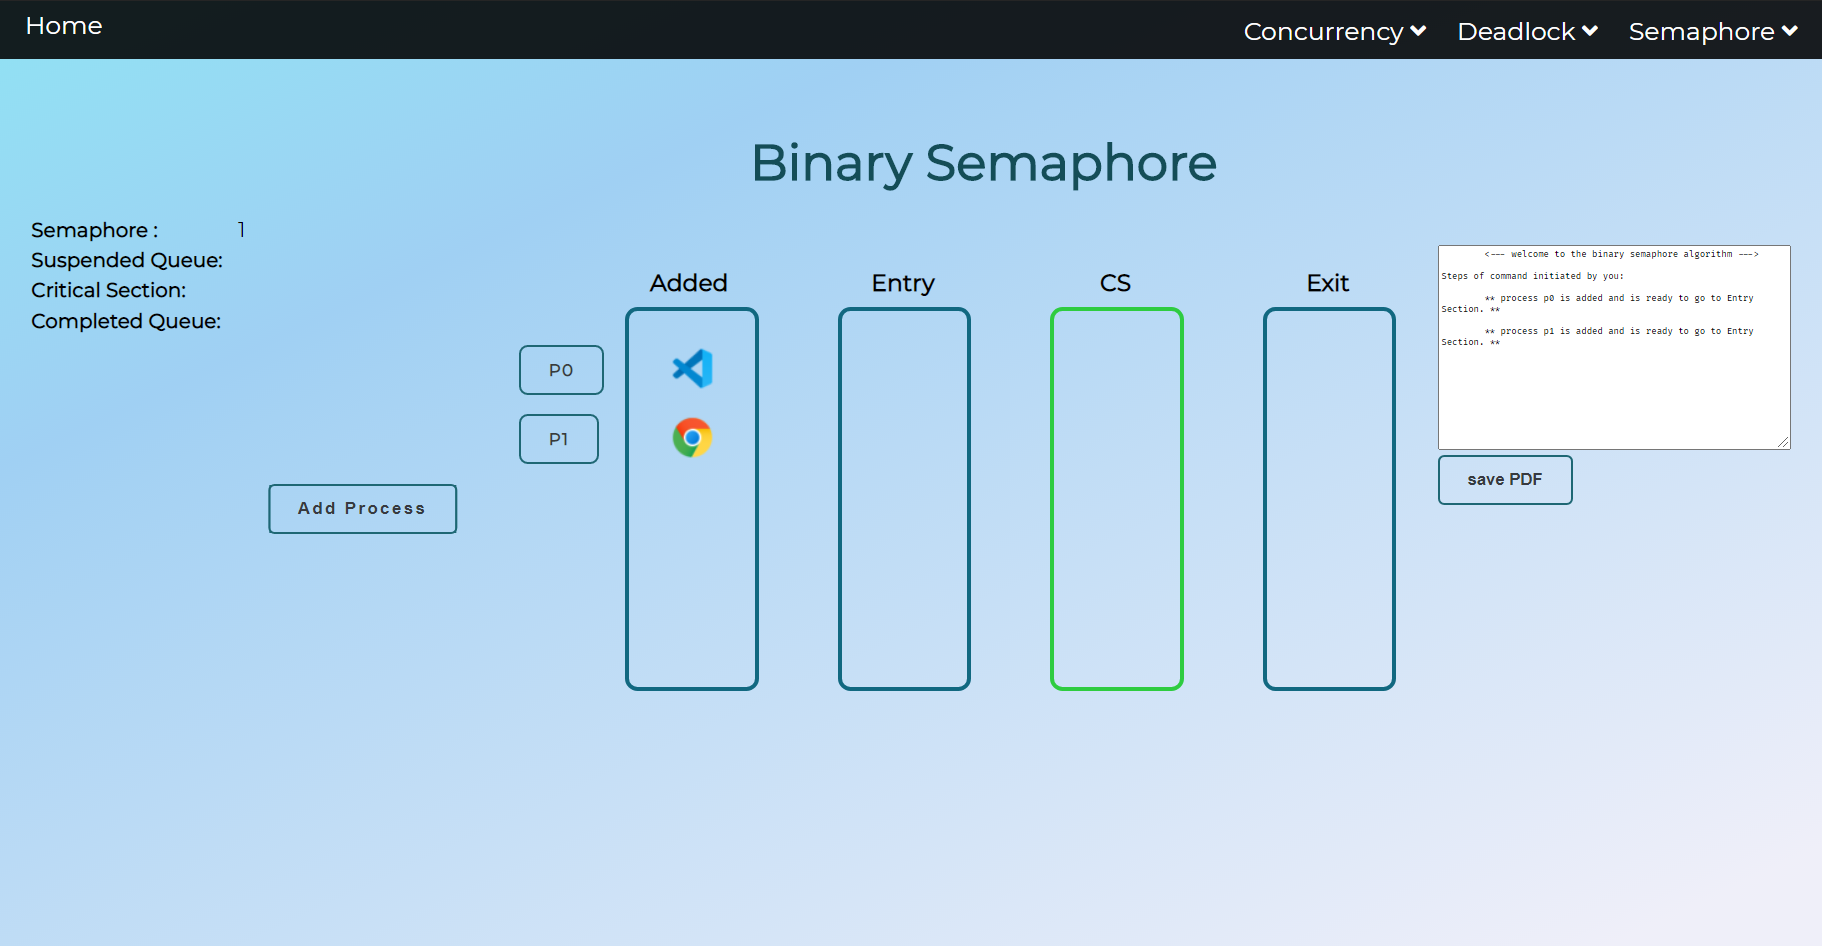 Home
Concurrency
Deadlock
Semaphore
Binary Semaphore
Semaphore : 1
Suspended Queue:
Critical Section:
Completed Queue:
Added
Entry
CS
Exit
P0
P1
Add Process
<--- welcome to the binary semaphore algorithm --->
Steps of command initiated by you:
** process p0 is added and is ready to go to Entry
Section. **
** process p1 is added and is ready to go to Entry
Section. **
save PDF